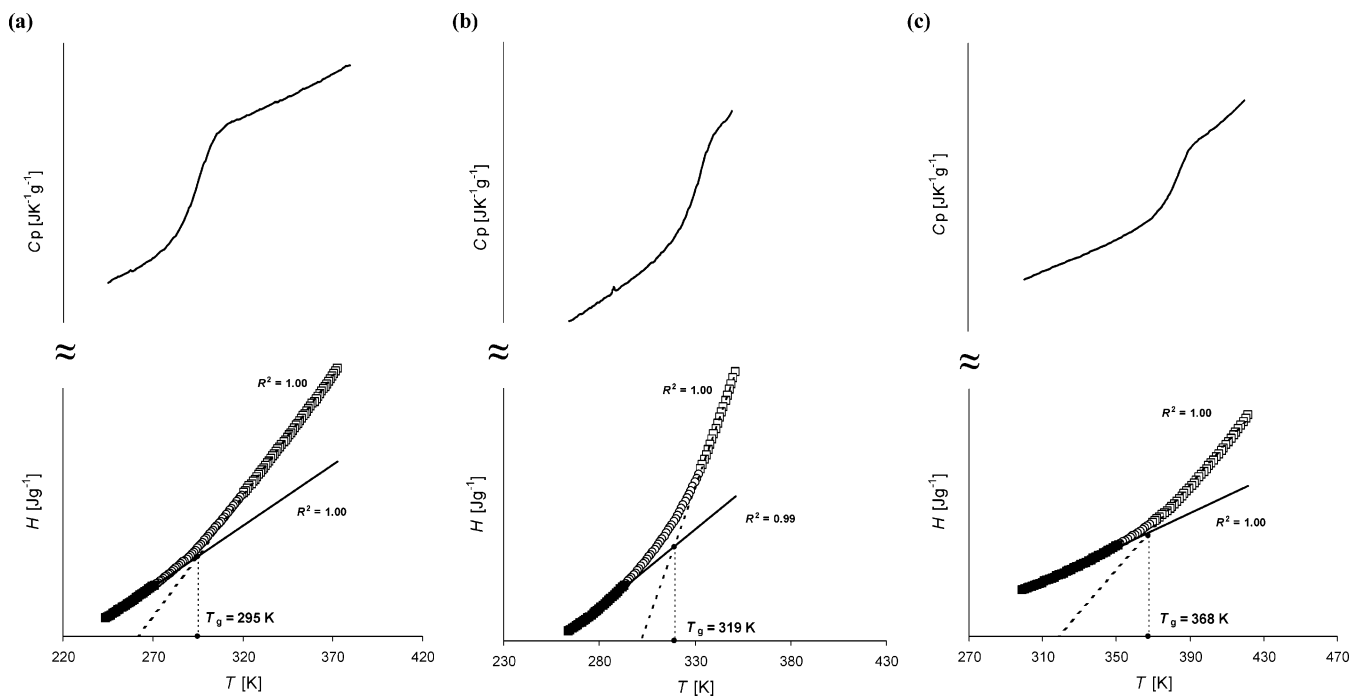 (a)
Cp [JK⁻¹g⁻¹]
≈
R² = 1.00
R² = 1.00
H [Jg⁻¹]
Tg = 295 K
220 270 320 370 420
T [K]
(b)
Cp [JK⁻¹g⁻¹]
≈
R² = 1.00
R² = 0.99
H [Jg⁻¹]
Tg = 319 K
230 280 330 380 430
T [K]
(c)
Cp [JK⁻¹g⁻¹]
≈
R² = 1.00
R² = 1.00
H [Jg⁻¹]
Tg = 368 K
270 310 350 390 430 470
T [K]